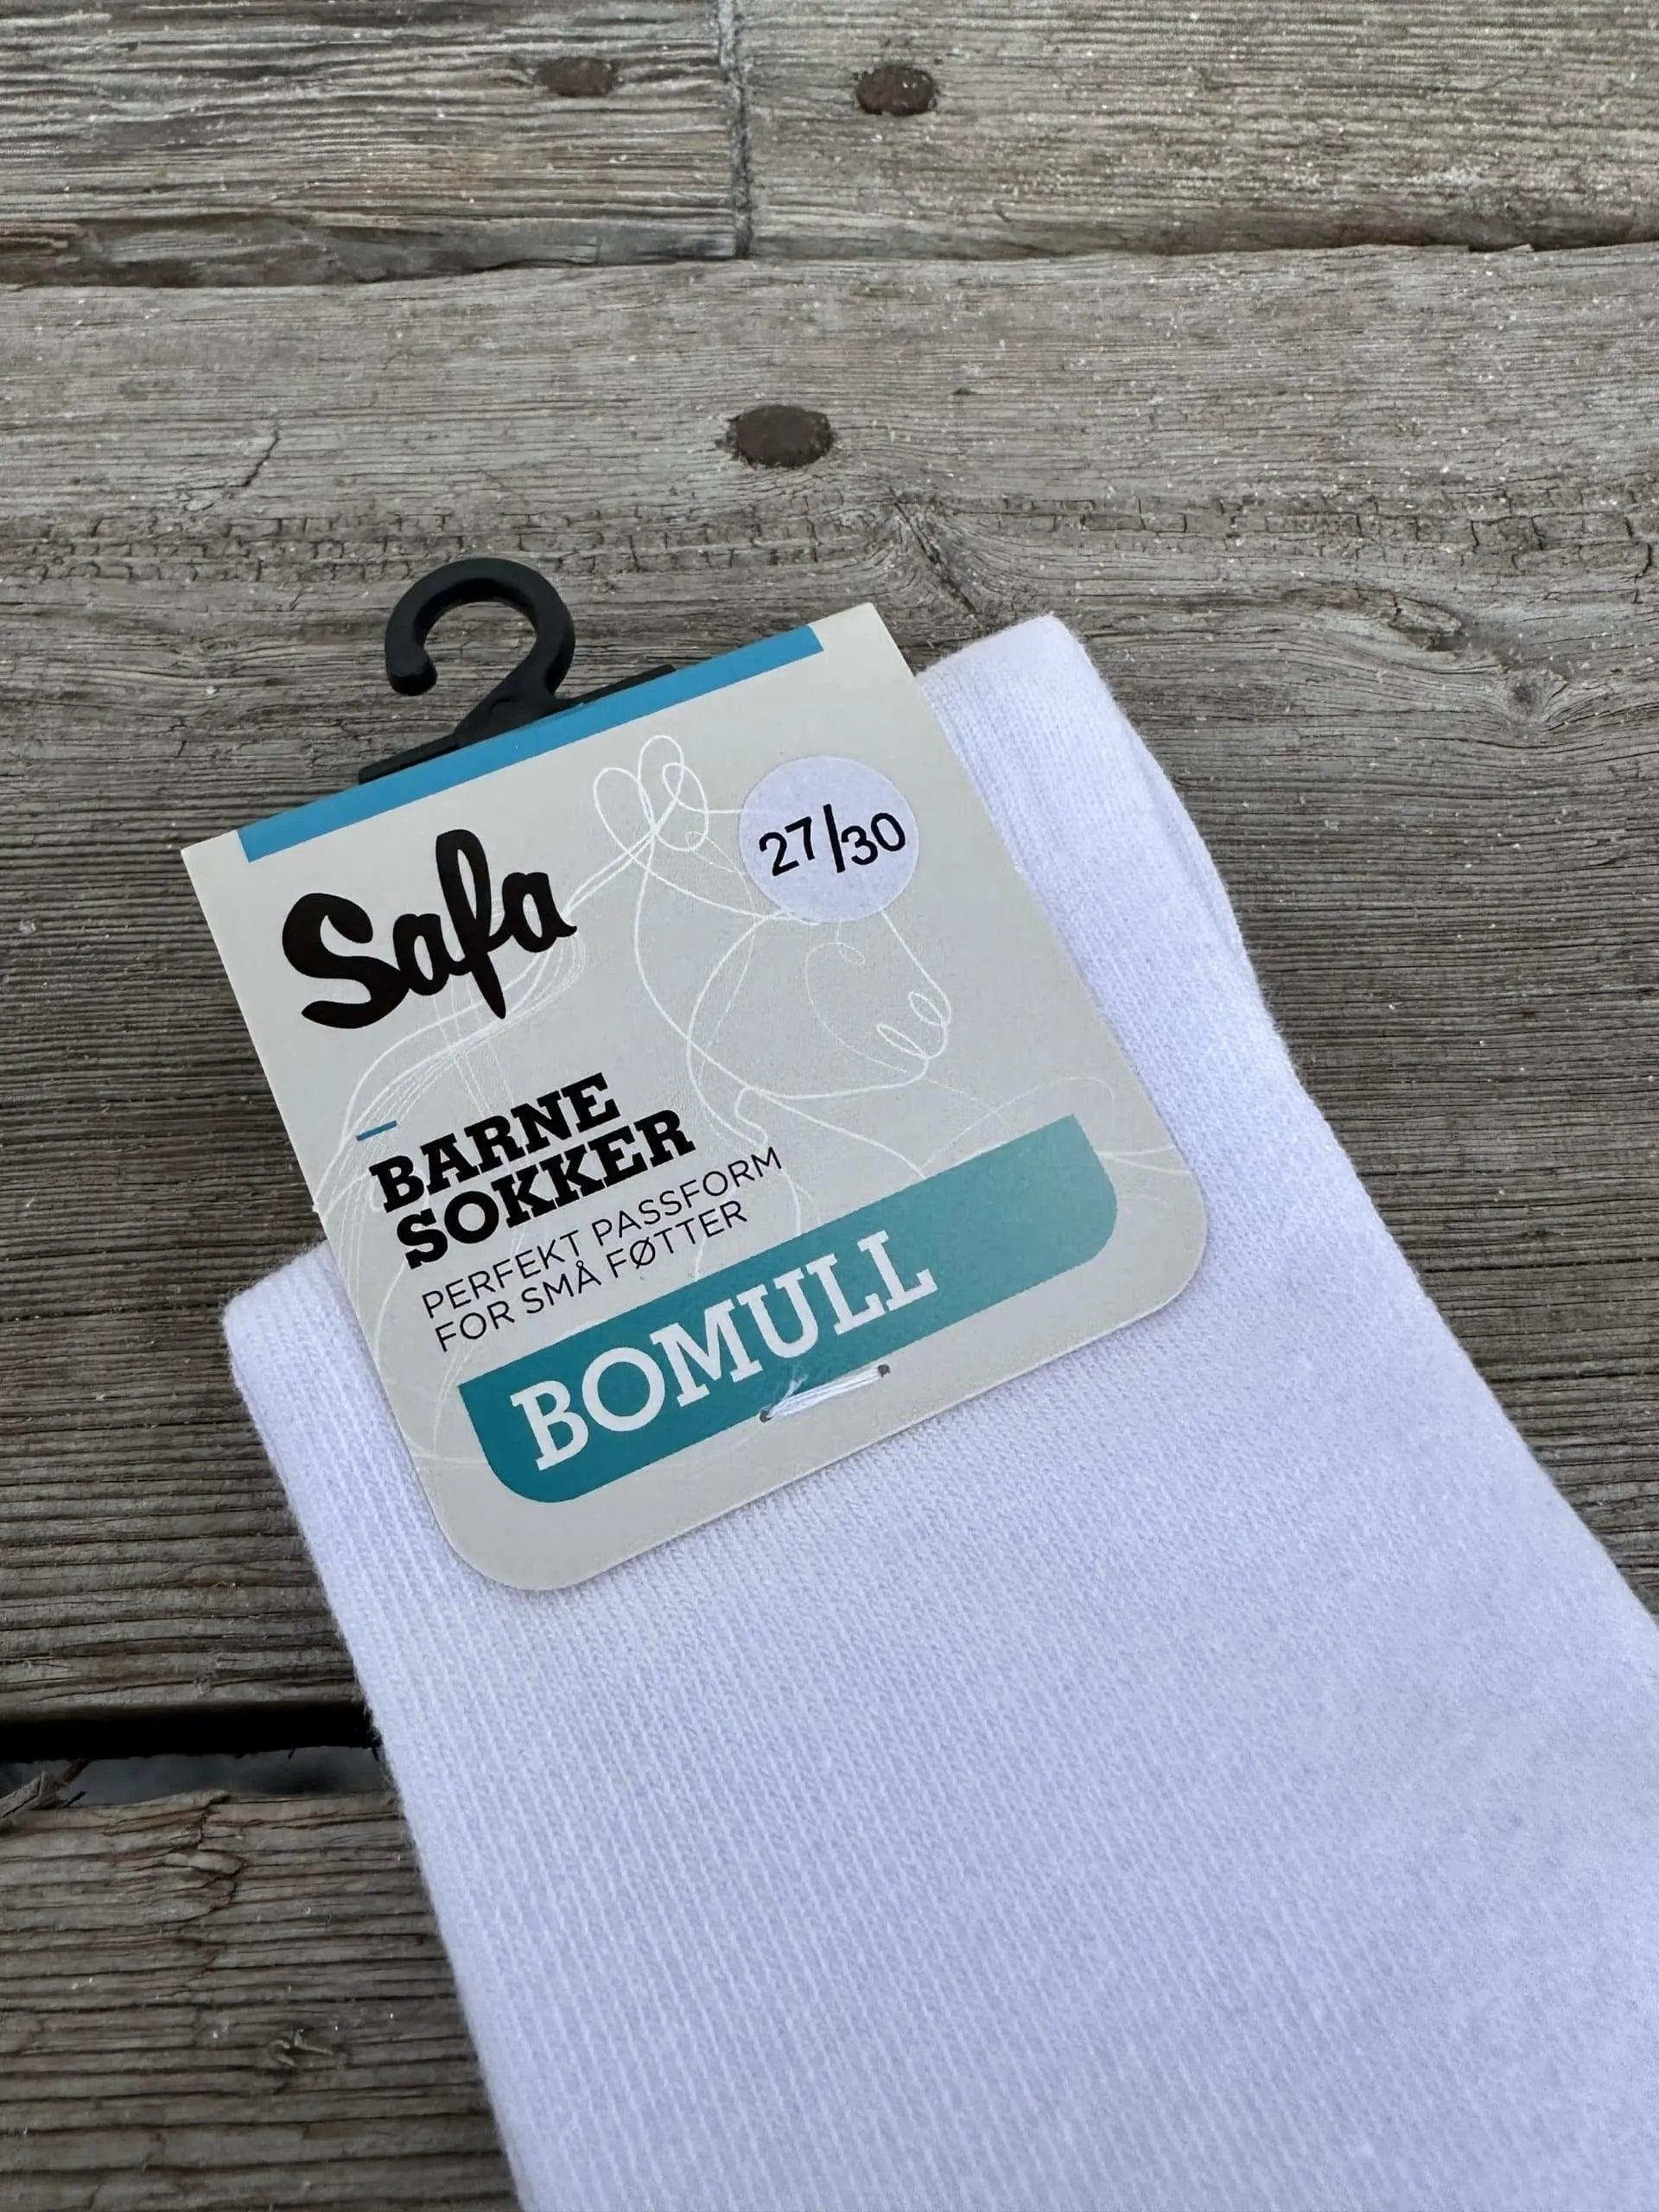 Safa
27/30
BARNE
SOKKER
PERFEKT PASSFORM
FOR SMÅ FØTTER
BOMULL